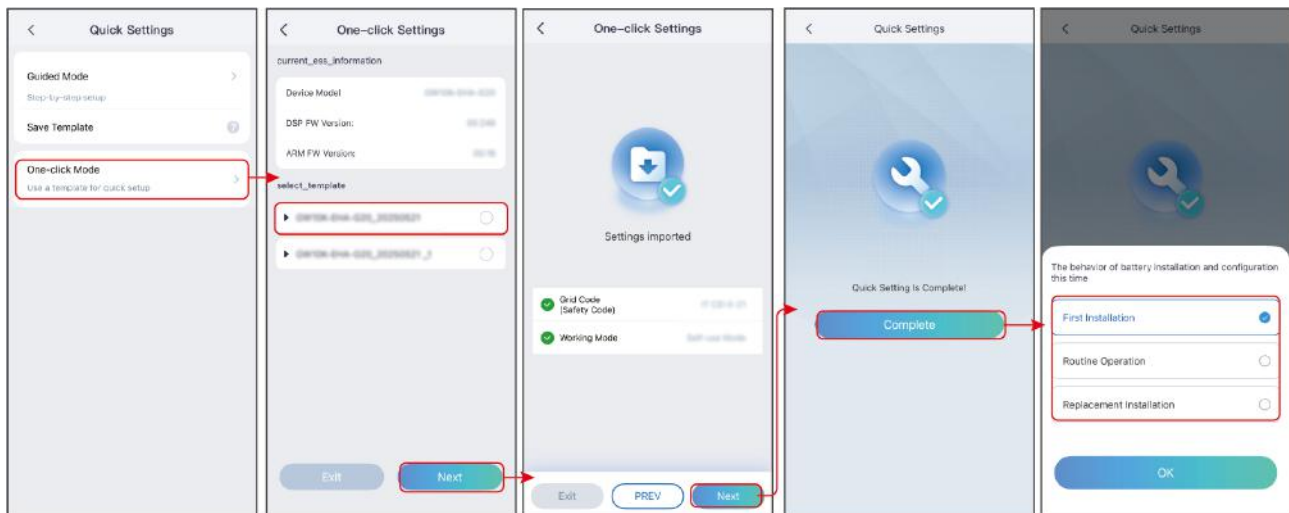 Quick Settings
Guided Mode
Step-by-step setup
Save Template
One-click Mode
Use a template for quick setup
One-click Settings
current_ess_information
Device Model
DSP FW Version:
ARM FW Version:
select_template
Exit
Next
One-click Settings
Settings imported
Grid Code
(Safety Code)
Working Mode
Exit
PREV
Next
Quick Settings
Quick Setting Is Complete!
Complete
Quick Settings
The behavior of battery installation and configuration
this time
First Installation
Routine Operation
Replacement Installation
OK